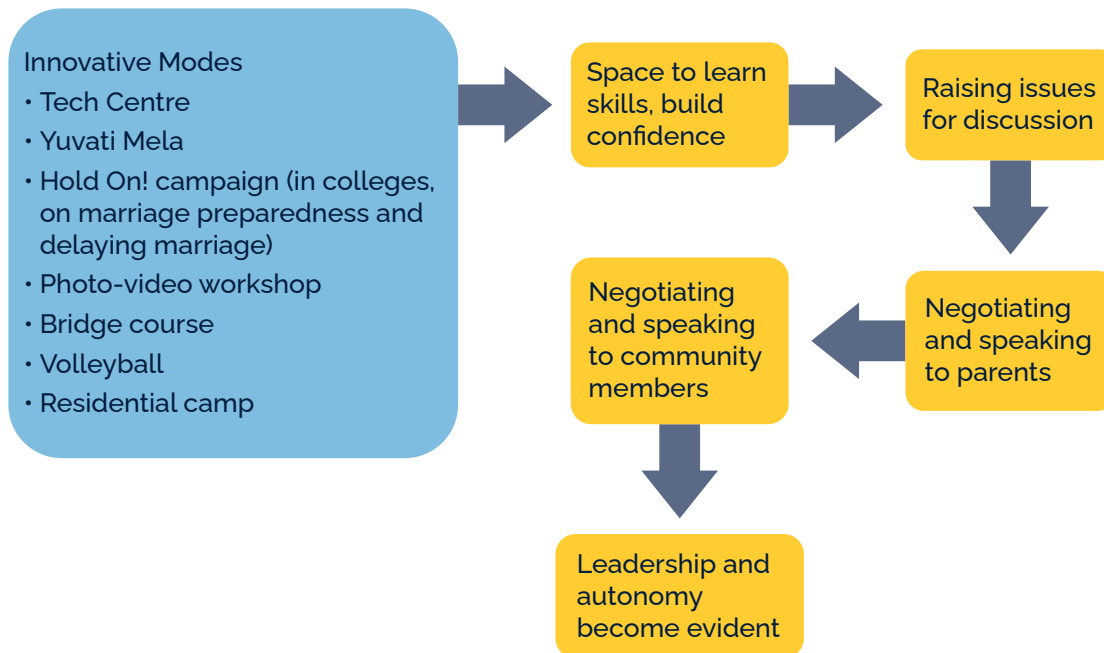 Innovative Modes
• Tech Centre
• Yuvati Mela
• Hold On! campaign (in colleges,
on marriage preparedness and
delaying marriage)
• Photo-video workshop
• Bridge course
• Volleyball
• Residential camp
Space to learn
skills, build
confidence
Raising issues
for discussion
Negotiating
and speaking
to parents
Negotiating
and speaking
to community
members
Leadership and
autonomy
become evident